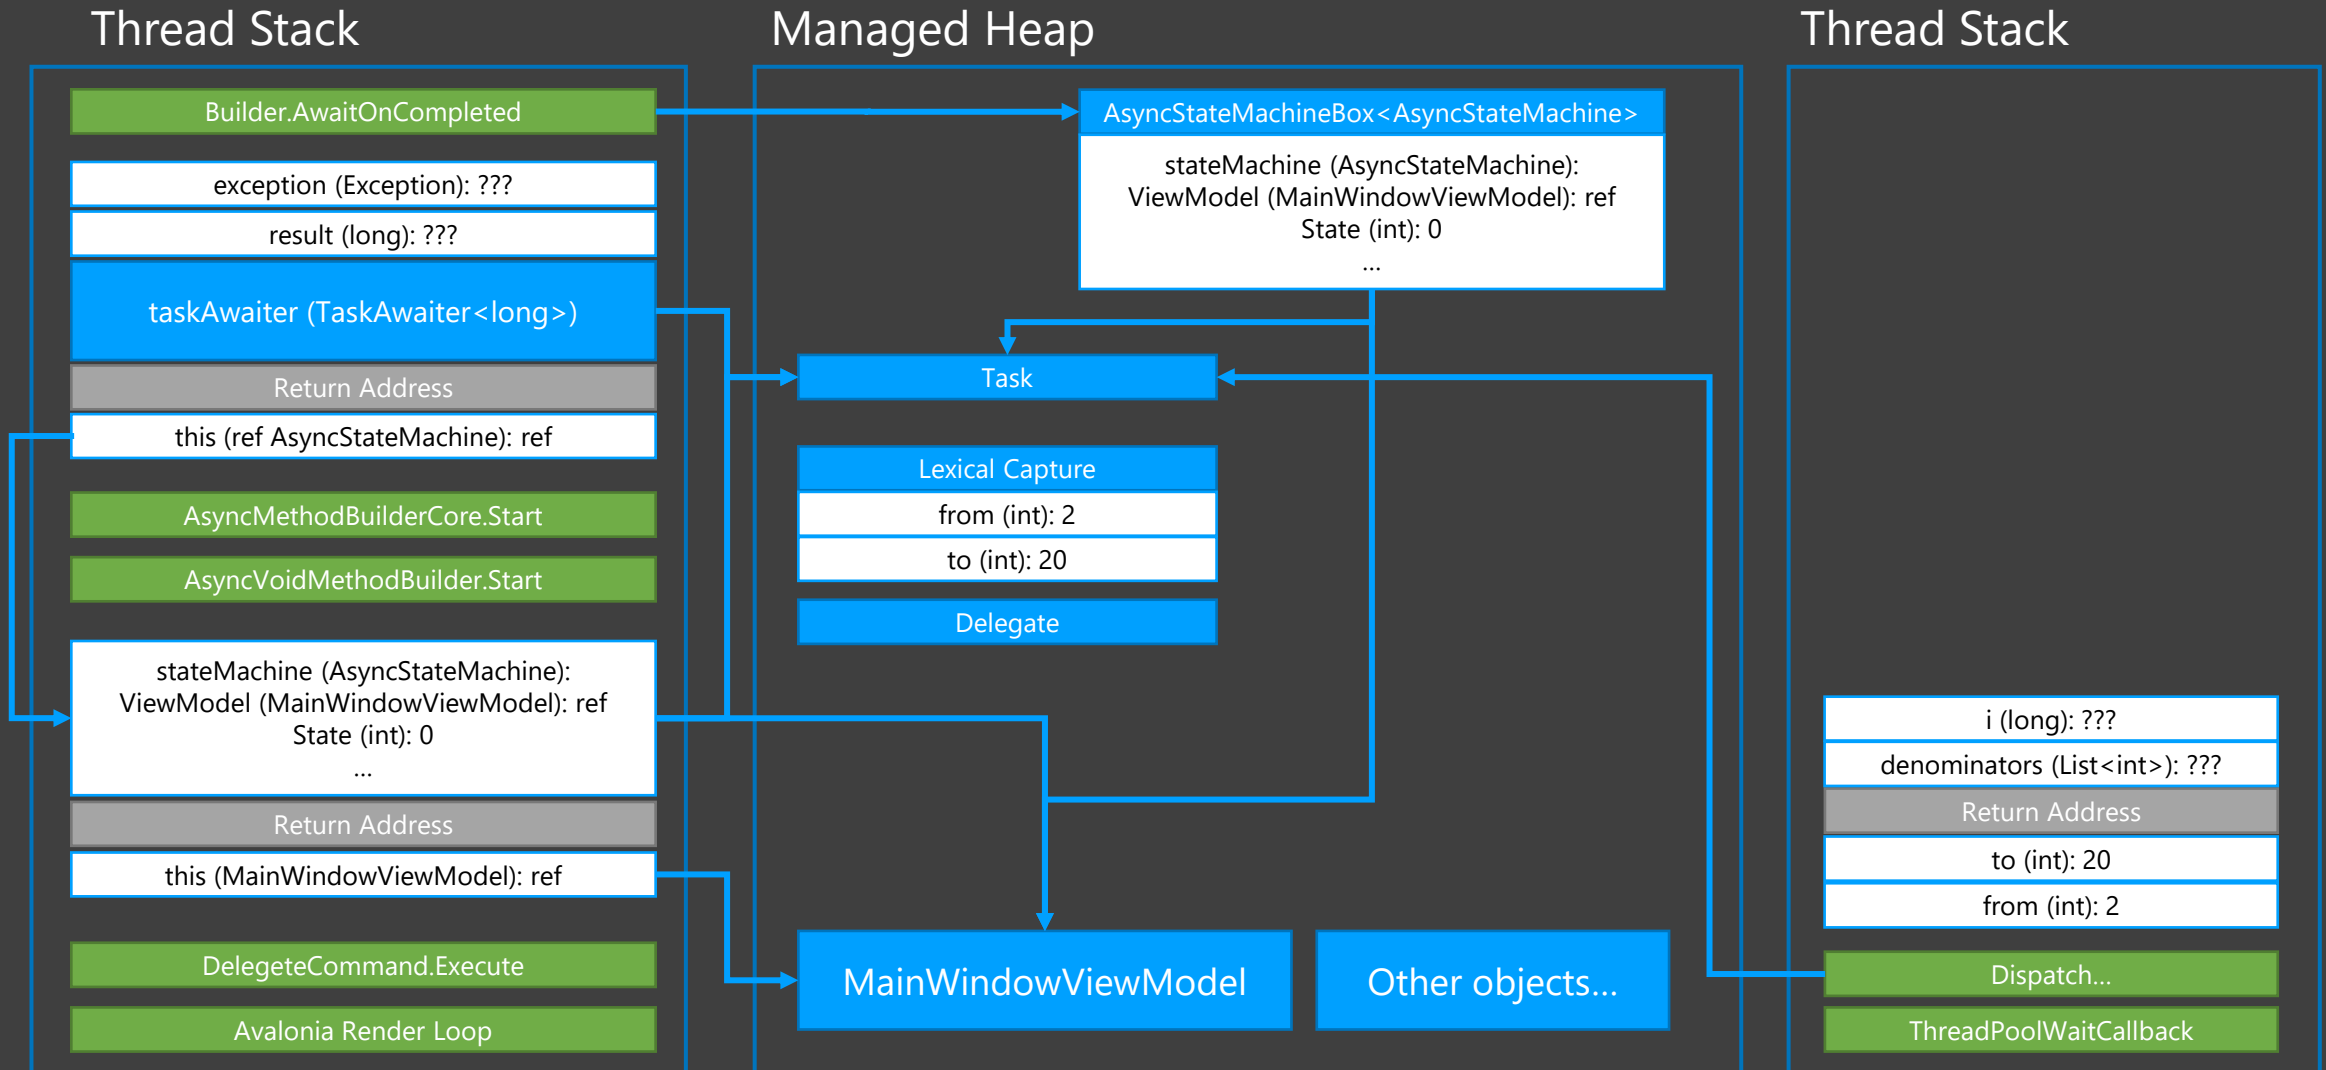 Thread Stack
Builder.AwaitOnCompleted
exception (Exception): ???
result (long): ???
taskAwaiter (TaskAwaiter<long>)
Return Address
this (ref AsyncStateMachine): ref
AsyncMethodBuilderCore.Start
AsyncVoidMethodBuilder.Start
stateMachine (AsyncStateMachine):
ViewModel (MainWindowViewModel): ref
State (int): 0
...
Return Address
this (MainWindowViewModel): ref
DelegeteCommand.Execute
Avalonia Render Loop
Managed Heap
AsyncStateMachineBox<AsyncStateMachine>
stateMachine (AsyncStateMachine):
ViewModel (MainWindowViewModel): ref
State (int): 0
...
Task
Lexical Capture
from (int): 2
to (int): 20
Delegate
MainWindowViewModel
Other objects...
Thread Stack
i (long): ???
denominators (List<int>): ???
Return Address
to (int): 20
from (int): 2
Dispatch...
ThreadPoolWaitCallback